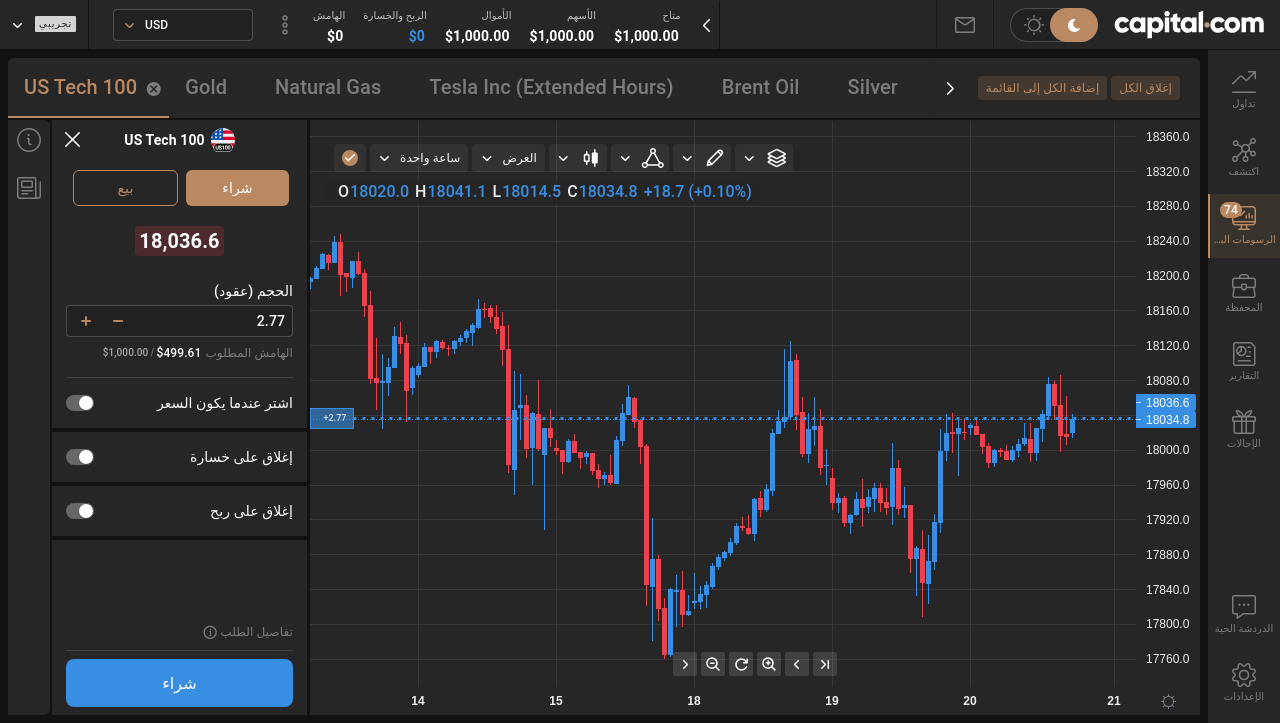 capital.com
متاح
$1,000.00
الأسهم
$1,000.00
الأموال
$1,000.00
الربح والخسارة
$0
الهامش
$0
USD
تجريبي
US Tech 100
Gold
Natural Gas
Tesla Inc (Extended Hours)
Brent Oil
Silver
إضافة الكل إلى القائمة
إغلاق الكل
تداول
اكتشف
74
الرسومات الب...
المحفظة
التقارير
الإحالات
الدردشة الحية
الإعدادات
US Tech 100
US100
شراء
بيع
18,036.6
الحجم (عقود)
2.77
الهامش المطلوب $499.61 / $1,000.00
اشتر عندما يكون السعر
إغلاق على خسارة
إغلاق على ربح
تفاصيل الطلب
شراء
ساعة واحدة
العرض
O18020.0 H18041.1 L18014.5 C18034.8 +18.7 (+0.10%)
+2.77
18360.0
18320.0
18280.0
18240.0
18200.0
18160.0
18120.0
18080.0
18036.6
18034.8
18000.0
17960.0
17920.0
17880.0
17840.0
17800.0
17760.0
14
15
18
19
20
21